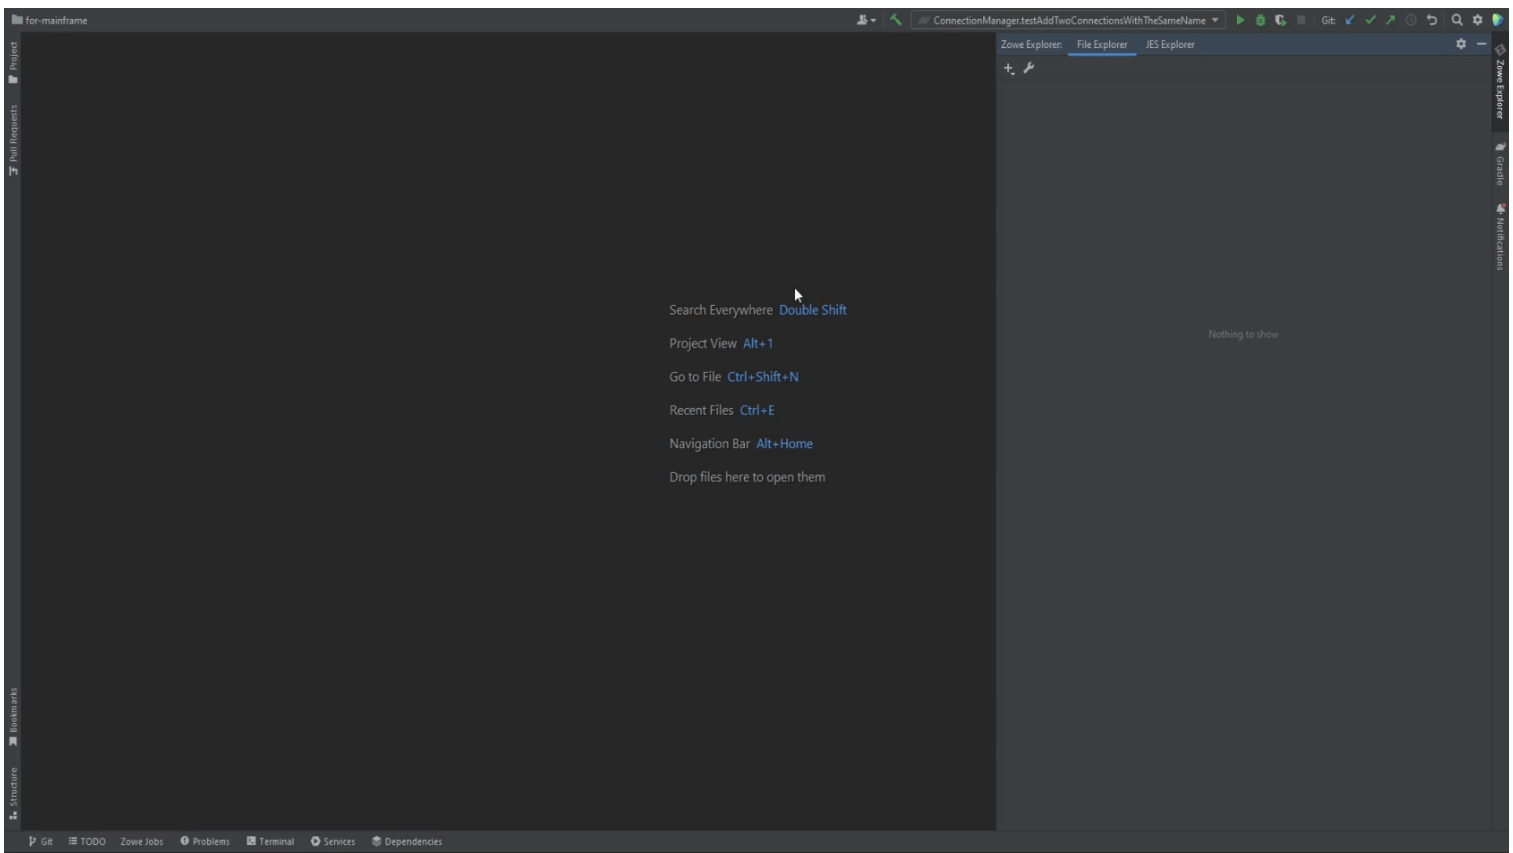 for-mainframe
ConnectionManager.testAddTwoConnectionsWithTheSameName
Git:
Project
Pull Requests
Bookmarks
Structure
Zowe Explorer: File Explorer JES Explorer
Nothing to show
Search Everywhere Double Shift
Project View Alt+1
Go to File Ctrl+Shift+N
Recent Files Ctrl+E
Navigation Bar Alt+Home
Drop files here to open them
Zowe Explorer
Gradle
Notifications
Git TODO Zowe Jobs Problems Terminal Services Dependencies